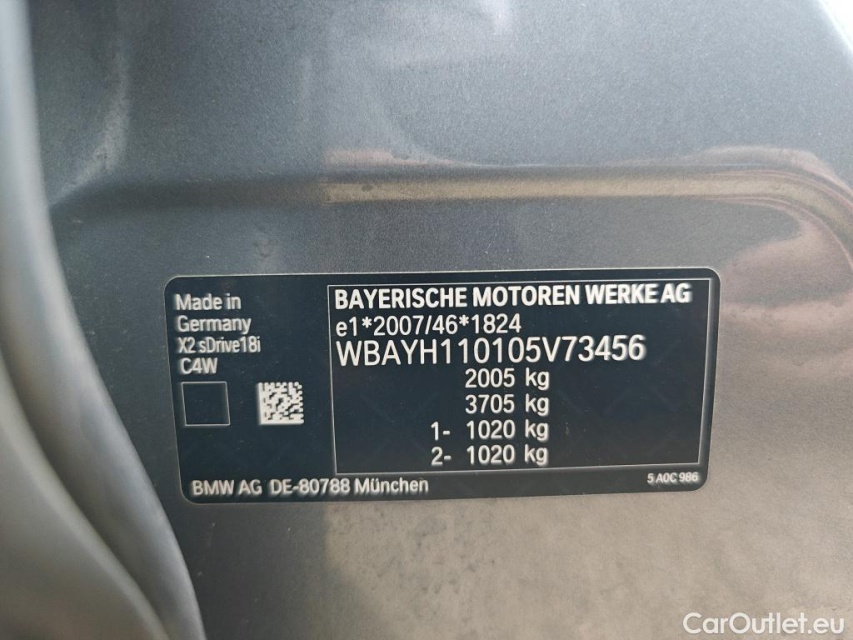 Made in
Germany
X2 sDrive18i
C4W
BAYERISCHE MOTOREN WERKE AG
e1*2007/46*1824
WBAYH110105V73456
2005 kg
3705 kg
1- 1020 kg
2- 1020 kg
BMW AG DE-80788 München
5 A0C 986
CarOutlet.eu